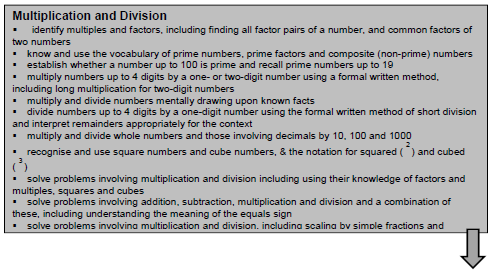 Multiplication and Division
▪ identify multiples and factors, including finding all factor pairs of a number, and common factors of
two numbers
▪ know and use the vocabulary of prime numbers, prime factors and composite (non-prime) numbers
▪ establish whether a number up to 100 is prime and recall prime numbers up to 19
▪ multiply numbers up to 4 digits by a one- or two-digit number using a formal written method,
including long multiplication for two-digit numbers
▪ multiply and divide numbers mentally drawing upon known facts
▪ divide numbers up to 4 digits by a one-digit number using the formal written method of short division
and interpret remainders appropriately for the context
▪ multiply and divide whole numbers and those involving decimals by 10, 100 and 1000
▪ recognise and use square numbers and cube numbers, & the notation for squared ( ²) and cubed
( ³)
▪ solve problems involving multiplication and division including using their knowledge of factors and
multiples, squares and cubes
▪ solve problems involving addition, subtraction, multiplication and division and a combination of
these, including understanding the meaning of the equals sign
▪ solve problems involving multiplication and division, including scaling by simple fractions and